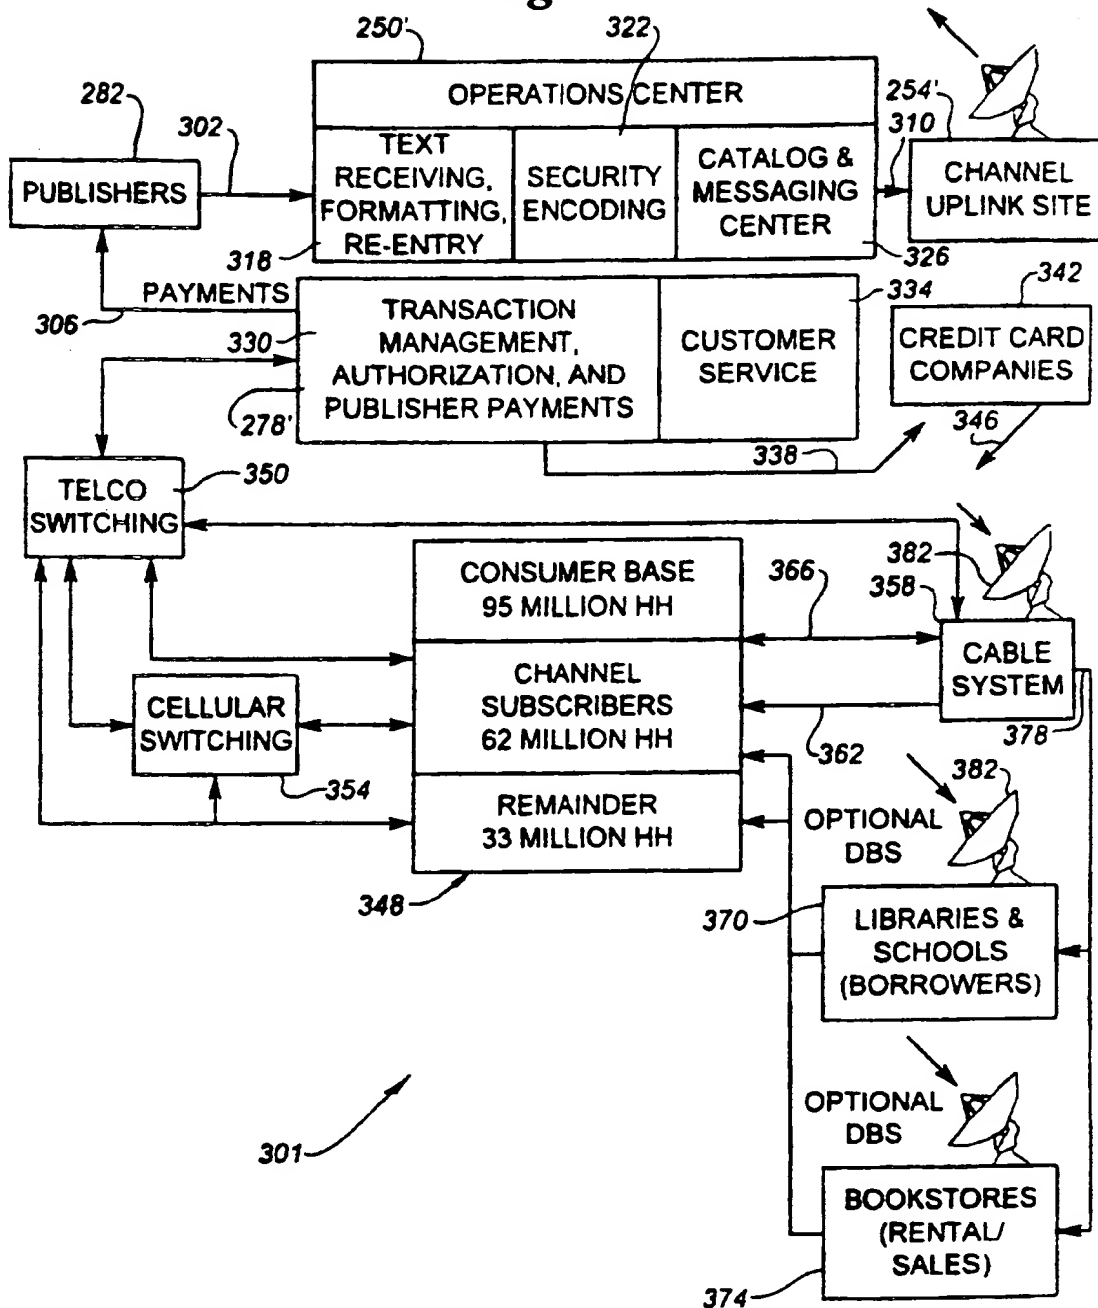 g
250'
322
282
302
OPERATIONS CENTER
254'
310
PUBLISHERS
TEXT
RECEIVING,
FORMATTING,
RE-ENTRY
SECURITY
ENCODING
CATALOG &
MESSAGING
CENTER
CHANNEL
UPLINK SITE
318
326
PAYMENTS
306
330
278'
TRANSACTION
MANAGEMENT,
AUTHORIZATION, AND
PUBLISHER PAYMENTS
334
CUSTOMER
SERVICE
342
CREDIT CARD
COMPANIES
346
338
350
TELCO
SWITCHING
CONSUMER BASE
95 MILLION HH
366
382
358
CHANNEL
SUBSCRIBERS
62 MILLION HH
CABLE
SYSTEM
CELLULAR
SWITCHING
362
378
354
REMAINDER
33 MILLION HH
382
OPTIONAL
DBS
348
370
LIBRARIES &
SCHOOLS
(BORROWERS)
OPTIONAL
DBS
301
BOOKSTORES
(RENTAL/
SALES)
374